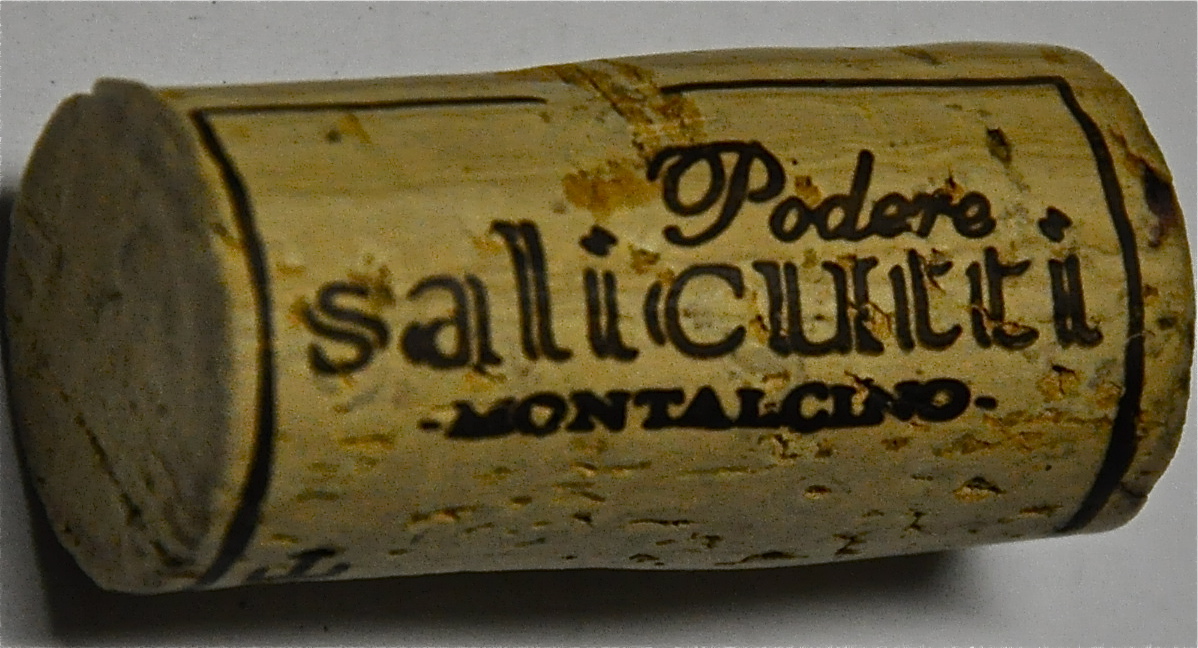 Podere
salicutti
-MONTALCINO-